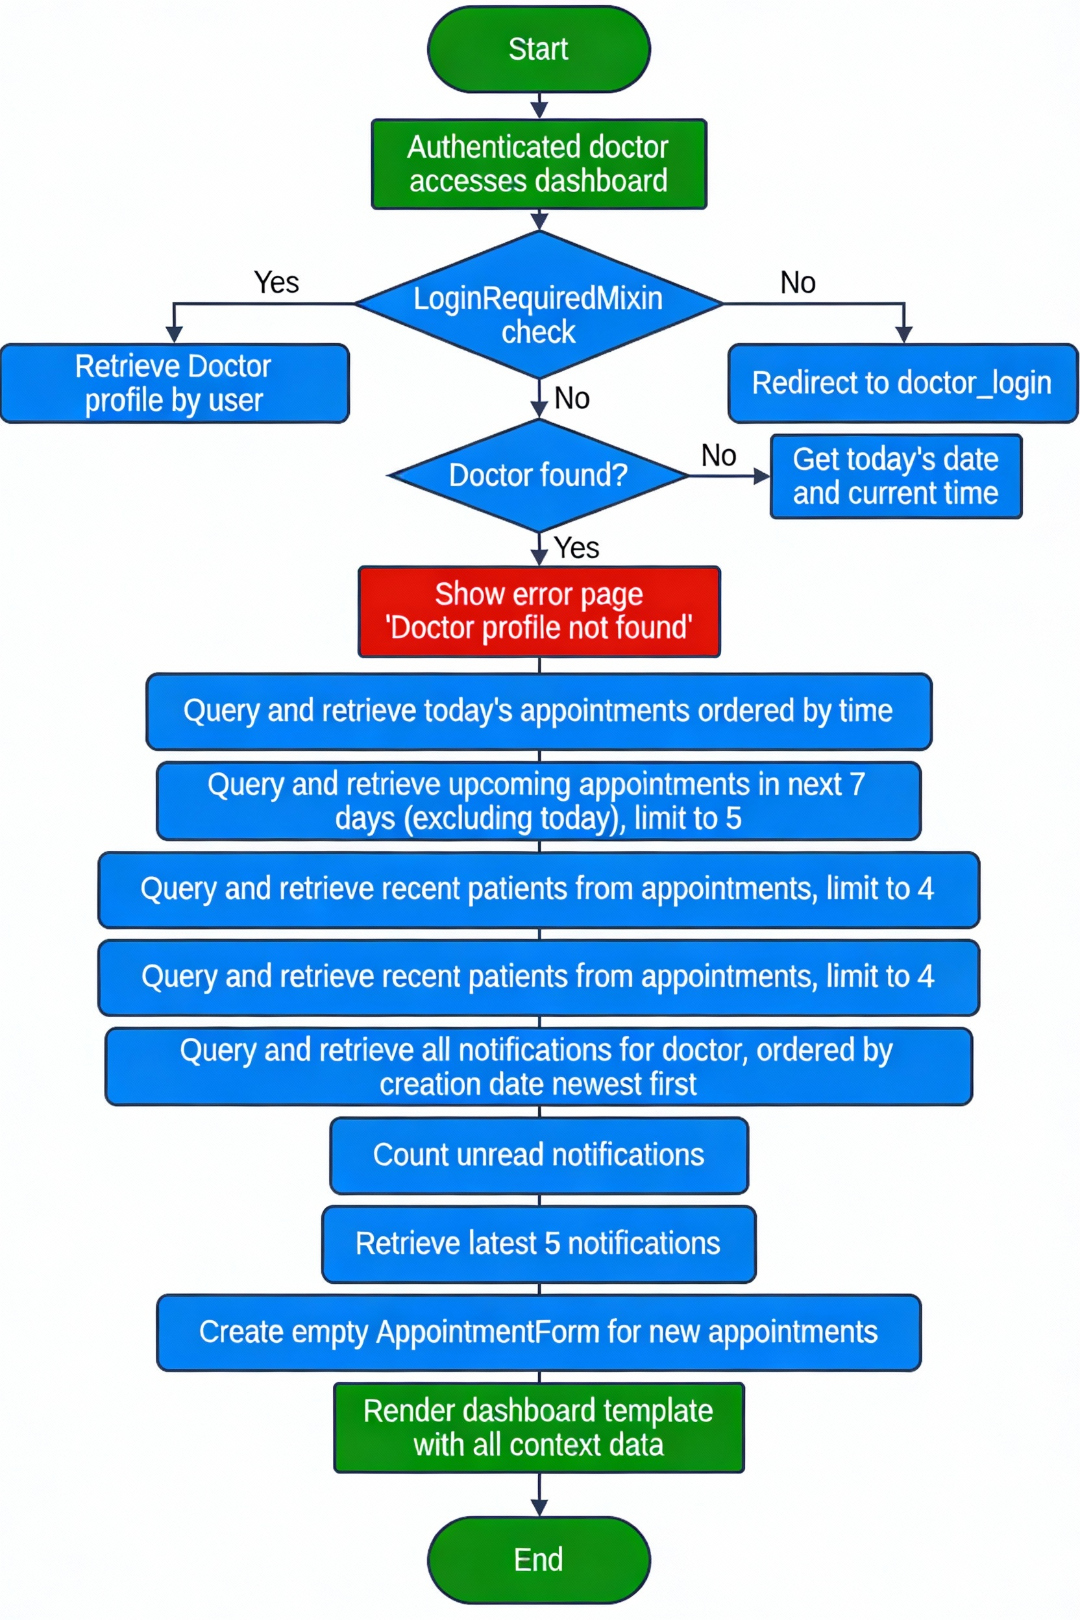 Start
Authenticated doctor
accesses dashboard
Yes
No
LoginRequiredMixin
check
Retrieve Doctor
profile by user
Redirect to doctor_login
No
Doctor found?
No
Get today's date
and current time
Yes
Show error page
'Doctor profile not found'
Query and retrieve today's appointments ordered by time
Query and retrieve upcoming appointments in next 7
days (excluding today), limit to 5
Query and retrieve recent patients from appointments, limit to 4
Query and retrieve recent patients from appointments, limit to 4
Query and retrieve all notifications for doctor, ordered by
creation date newest first
Count unread notifications
Retrieve latest 5 notifications
Create empty AppointmentForm for new appointments
Render dashboard template
with all context data
End